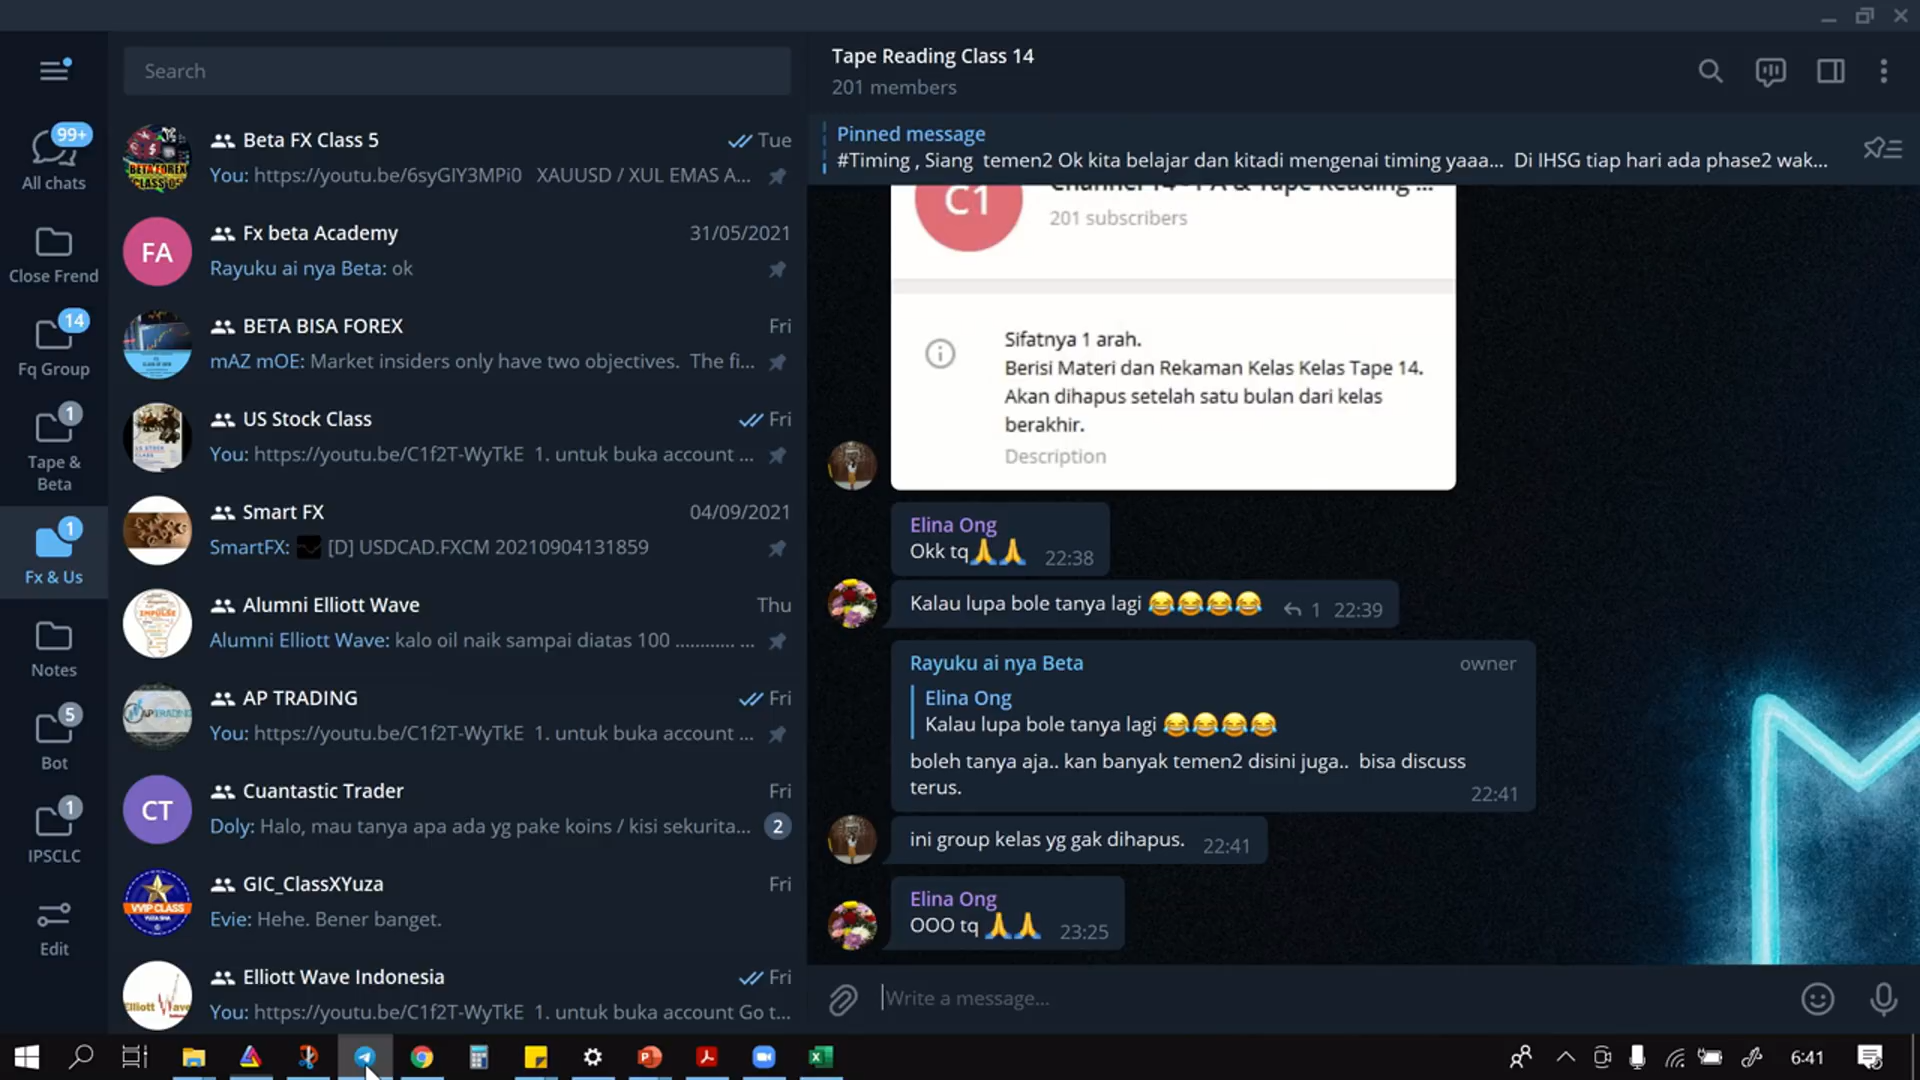 Search
99+
All chats
Close Frend
14
Fq Group
1
Tape &
Beta
1
Fx & Us
Notes
5
Bot
1
IPSCLC
Edit
Beta FX Class 5
Tue
You: https://youtu.be/6syGIY3MPi0 XAUUSD / XUL EMAS A...
FA
Fx beta Academy
31/05/2021
Rayuku ai nya Beta: ok
BETA BISA FOREX
Fri
mAZ mOE: Market insiders only have two objectives. The fi...
US Stock Class
Fri
You: https://youtu.be/C1f2T-WyTkE 1. untuk buka account ...
Smart FX
04/09/2021
SmartFX: [D] USDCAD.FXCM 20210904131859
Alumni Elliott Wave
Thu
Alumni Elliott Wave: kalo oil naik sampai diatas 100 ............ ...
AP TRADING
Fri
You: https://youtu.be/C1f2T-WyTkE 1. untuk buka account ...
CT
Cuantastic Trader
Fri
Doly: Halo, mau tanya apa ada yg pake koins / kisi sekurita...
2
GIC_ClassXYuza
Fri
Evie: Hehe. Bener banget.
Elliott Wave Indonesia
Fri
You: https://youtu.be/C1f2T-WyTkE 1. untuk buka account Go t...
Tape Reading Class 14
201 members
Pinned message
#Timing , Siang temen2 Ok kita belajar dan kitadi mengenai timing yaaa... Di IHSG tiap hari ada phase2 wak...
C1
Channel 14 - PA & Tape Reading ...
201 subscribers
Sifatnya 1 arah.
Berisi Materi dan Rekaman Kelas Kelas Tape 14.
Akan dihapus setelah satu bulan dari kelas
berakhir.
Description
Elina Ong
Okk tq🙏🙏 22:38
Kalau lupa bole tanya lagi 😂😂😂😂 1 22:39
Rayuku ai nya Beta
owner
Elina Ong
Kalau lupa bole tanya lagi 😂😂😂😂
boleh tanya aja.. kan banyak temen2 disini juga.. bisa discuss
terus.
22:41
ini group kelas yg gak dihapus. 22:41
Elina Ong
OOO tq 🙏🙏 23:25
Write a message...
6:41